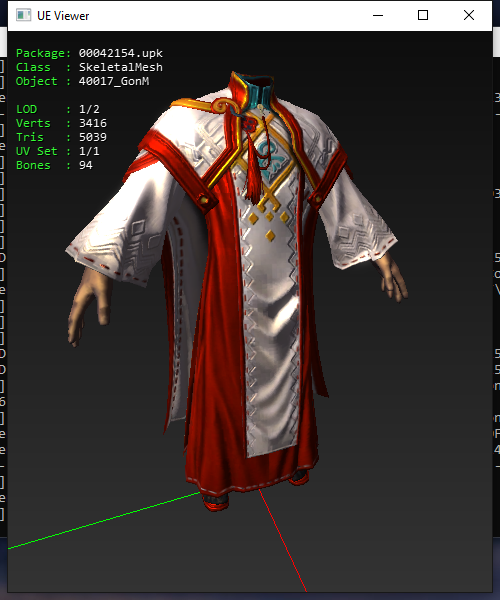 UE Viewer
Package: 00042154.upk
Class : SkeletalMesh
Object : 40017_GonM
LOD : 1/2
Verts : 3416
Tris : 5039
UV Set : 1/1
Bones : 94